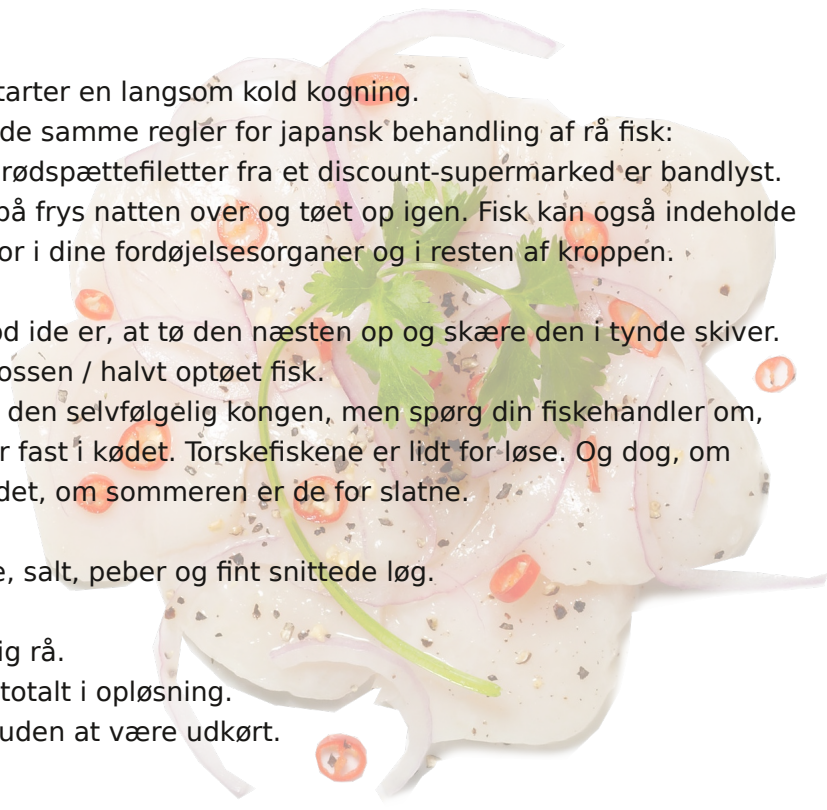 tarter en langsom kold kogning.
de samme regler for japansk behandling af rå fisk:
rødspættefiletter fra et discount-supermarked er bandlyst.
på frys natten over og tøet op igen. Fisk kan også indeholde
or i dine fordøjelsesorganer og i resten af kroppen.
od ide er, at tø den næsten op og skære den i tynde skiver.
ossen / halvt optøet fisk.
den selvfølgelig kongen, men spørg din fiskehandler om,
r fast i kødet. Torskefiskene er lidt for løse. Og dog, om
det, om sommeren er de for slatne.
e, salt, peber og fint snittede løg.
ig rå.
totalt i opløsning.
uden at være udkørt.